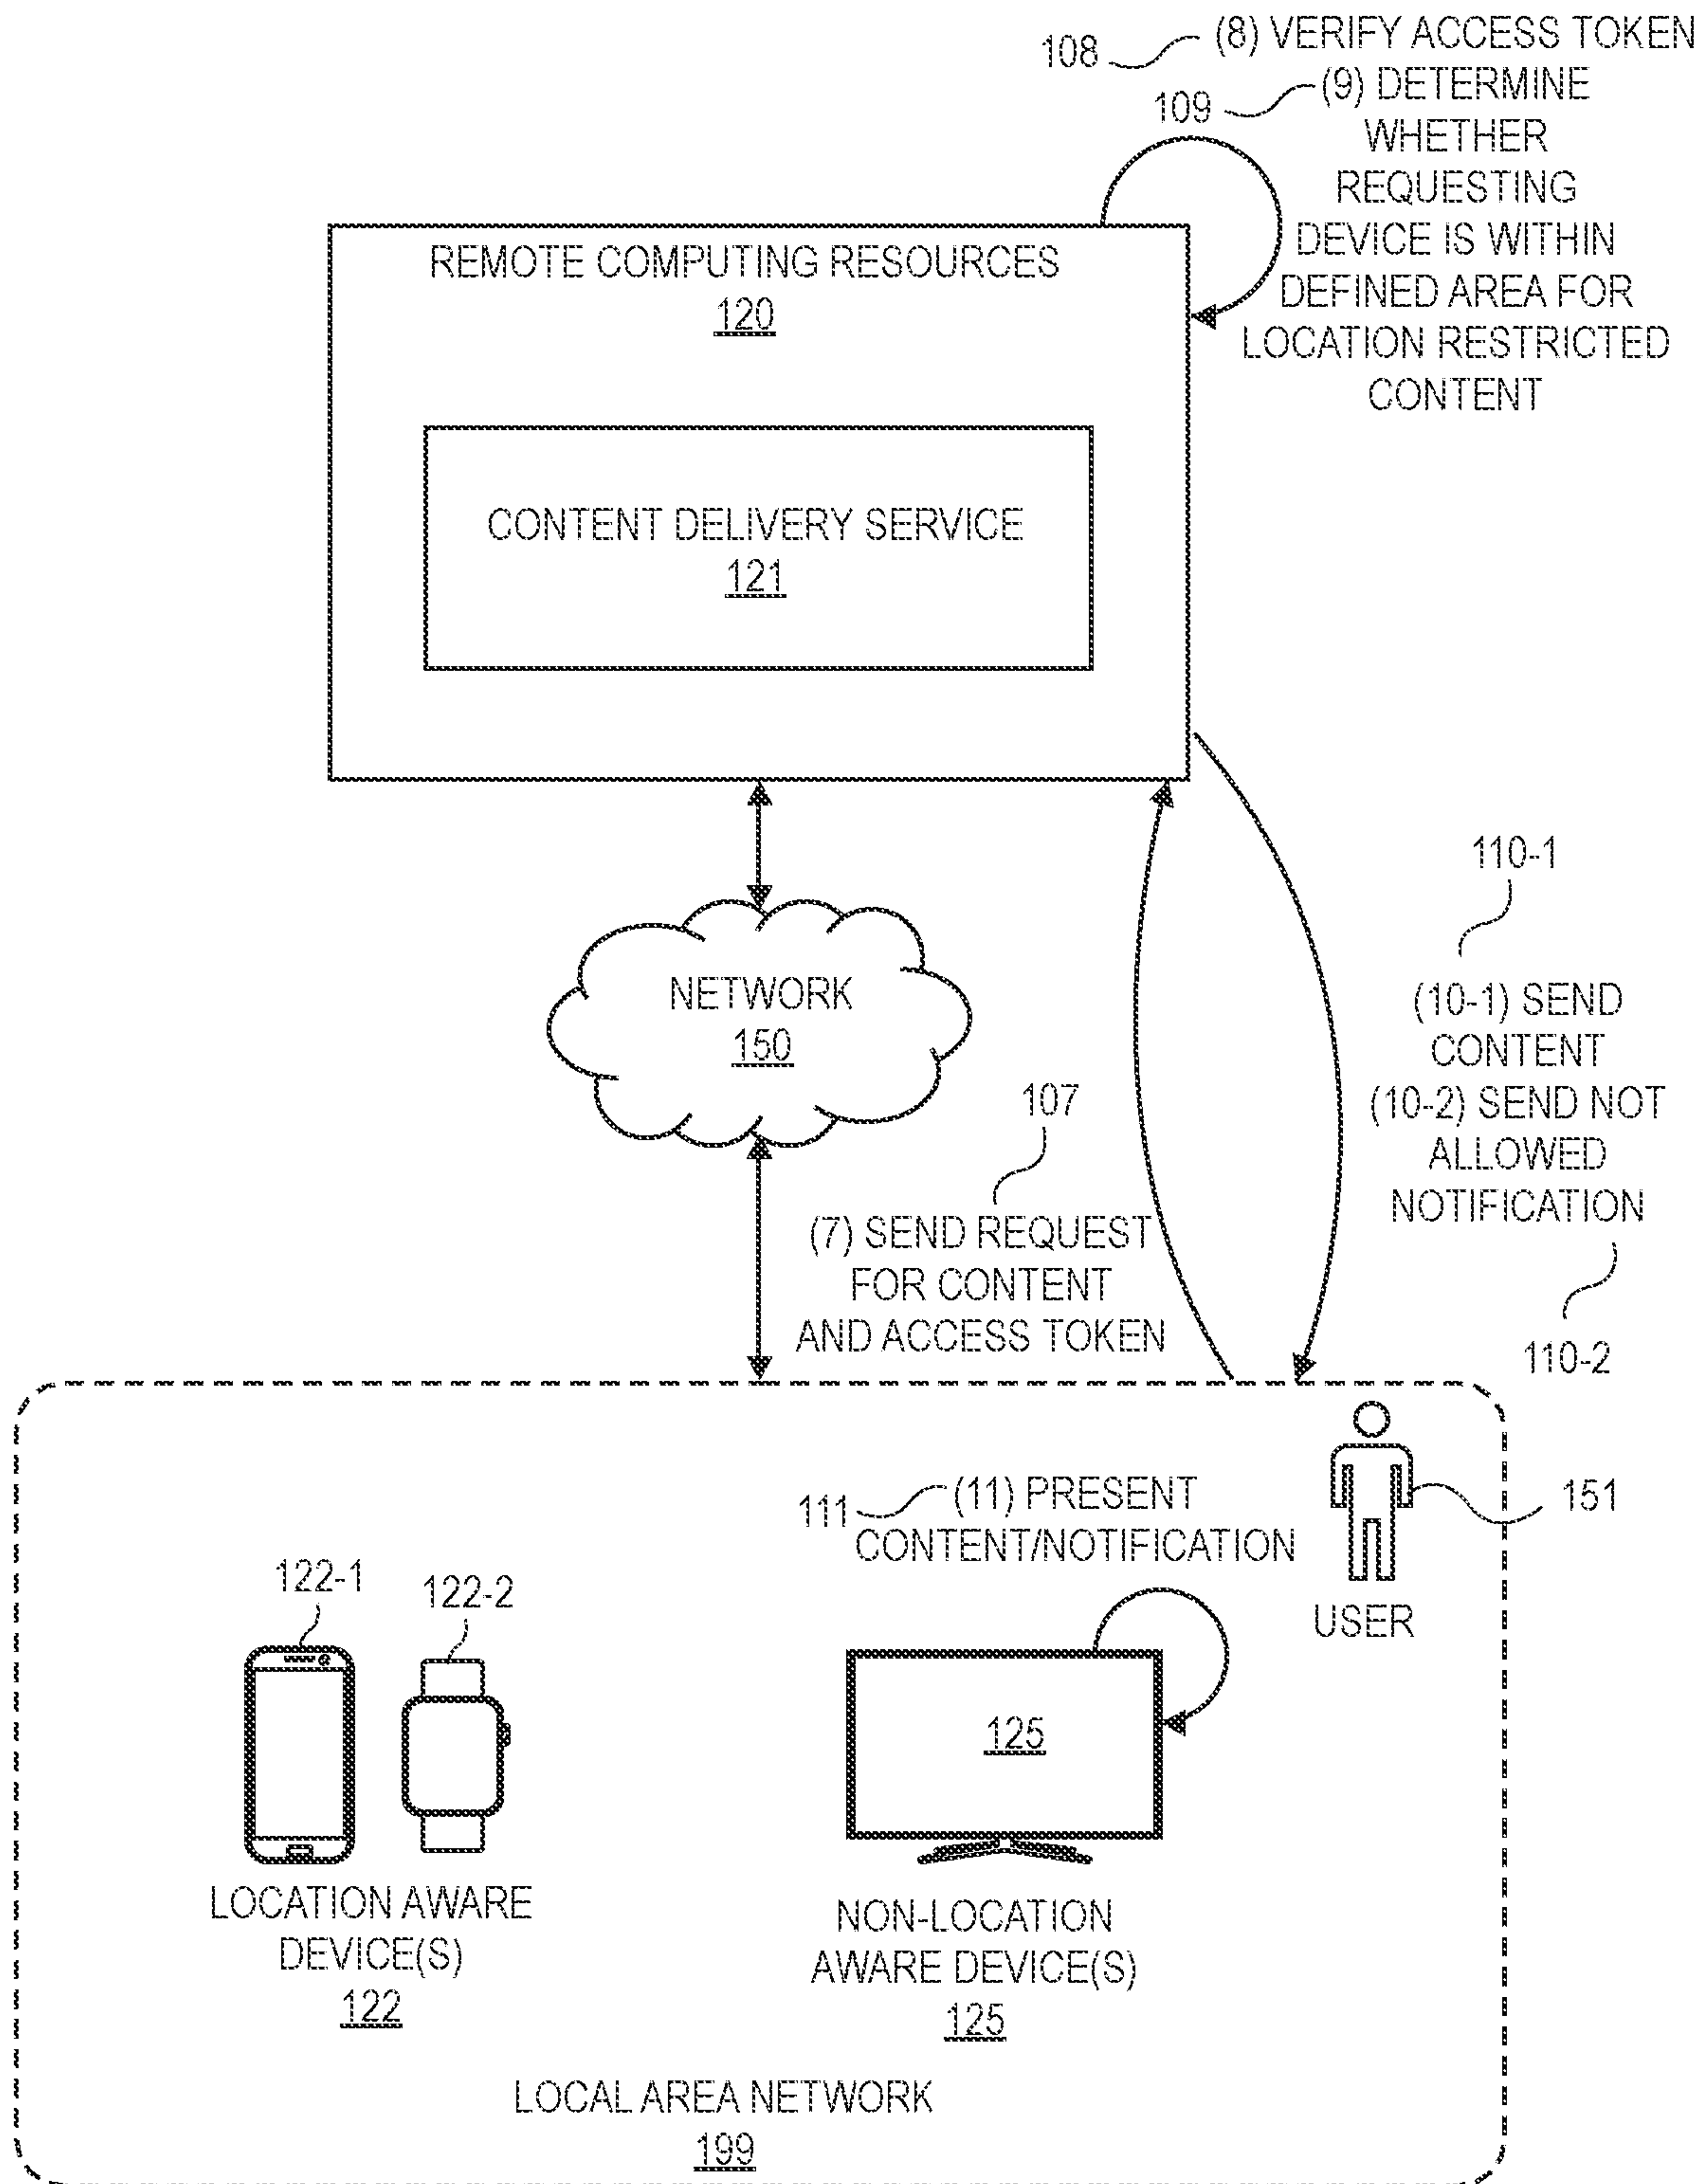 108
(8) VERIFY ACCESS TOKEN
109
(9) DETERMINE
WHETHER
REQUESTING
DEVICE IS WITHIN
DEFINED AREA FOR
LOCATION RESTRICTED
CONTENT
REMOTE COMPUTING RESOURCES
120
CONTENT DELIVERY SERVICE
121
110-1
(10-1) SEND
CONTENT
(10-2) SEND NOT
ALLOWED
NOTIFICATION
110-2
NETWORK
150
107
(7) SEND REQUEST
FOR CONTENT
AND ACCESS TOKEN
111
(11) PRESENT
CONTENT/NOTIFICATION
151
USER
122-1
122-2
125
LOCATION AWARE
DEVICE(S)
122
NON-LOCATION
AWARE DEVICE(S)
125
LOCAL AREA NETWORK
199